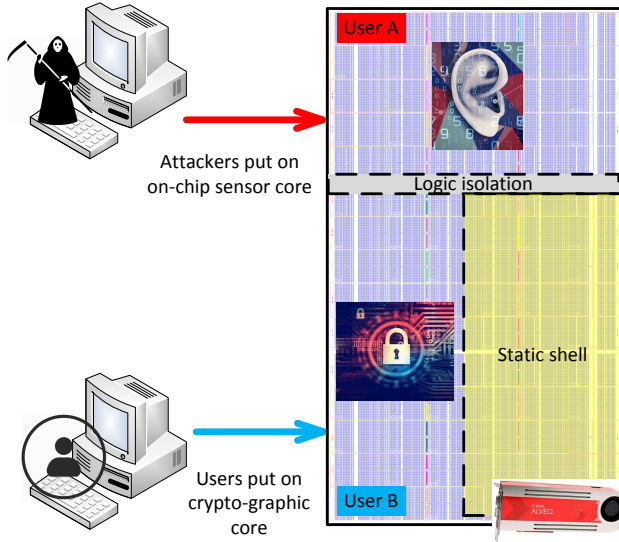 User A
Attackers put on
on-chip sensor core
Logic isolation
Static shell
Users put on
crypto-graphic
core
User B
ALVEO